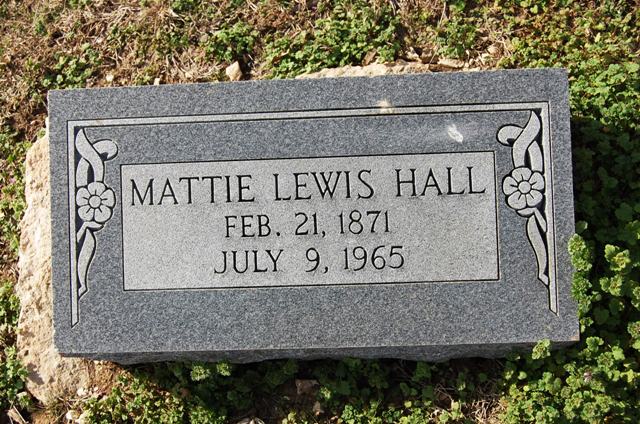 MATTIE LEWIS HALL
FEB. 21, 1871
JULY 9, 1965